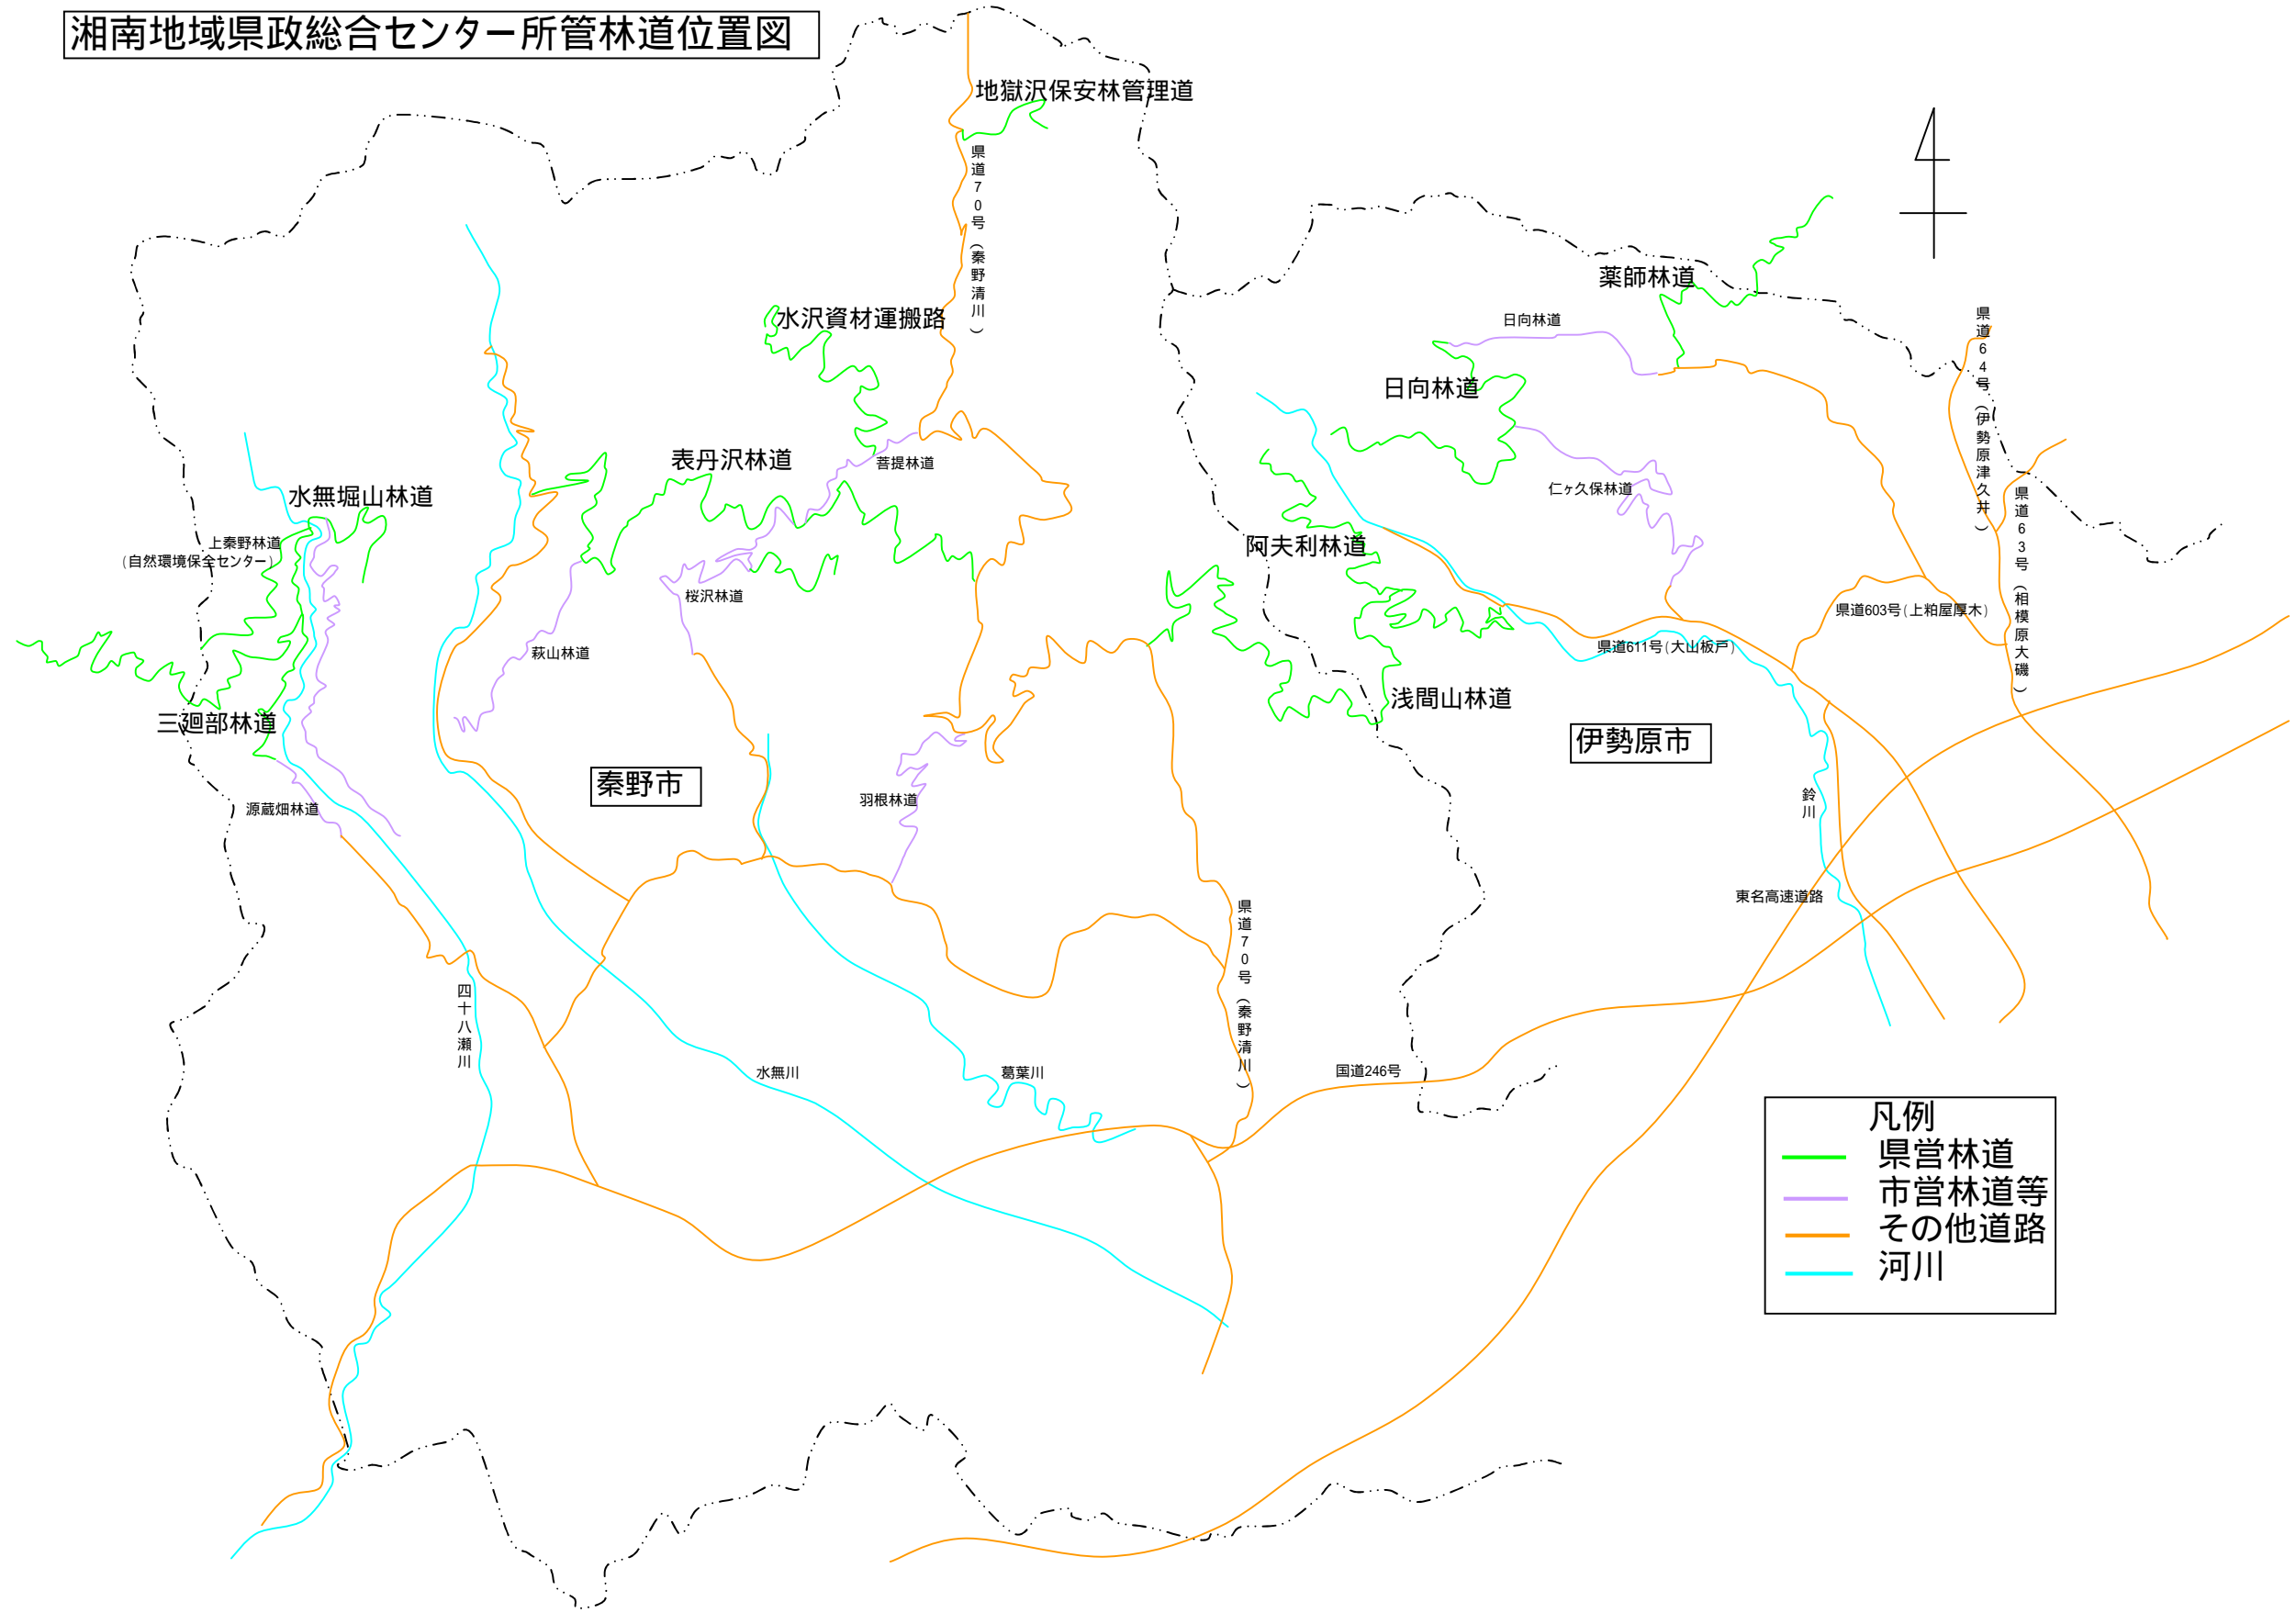 湘南地域県政総合センター所管林道位置図
地獄沢保安林管理道
県道70号(秦野清川)
薬師林道
水沢資材運搬路
日向林道
県道64号(伊勢原津久井)
日向林道
表丹沢林道
菩提林道
水無堀山林道
仁ヶ久保林道
県道63号(相模原大磯)
上秦野林道
(自然環境保全センター)
阿夫利林道
桜沢林道
県道603号(上粕屋厚木)
萩山林道
県道611号(大山板戸)
浅間山林道
三廻部林道
伊勢原市
秦野市
羽根林道
源蔵畑林道
鈴川
東名高速道路
県道70号(秦野清川)
四十八瀬川
水無川
葛葉川
国道246号
凡例
県営林道
市営林道等
その他道路
河川